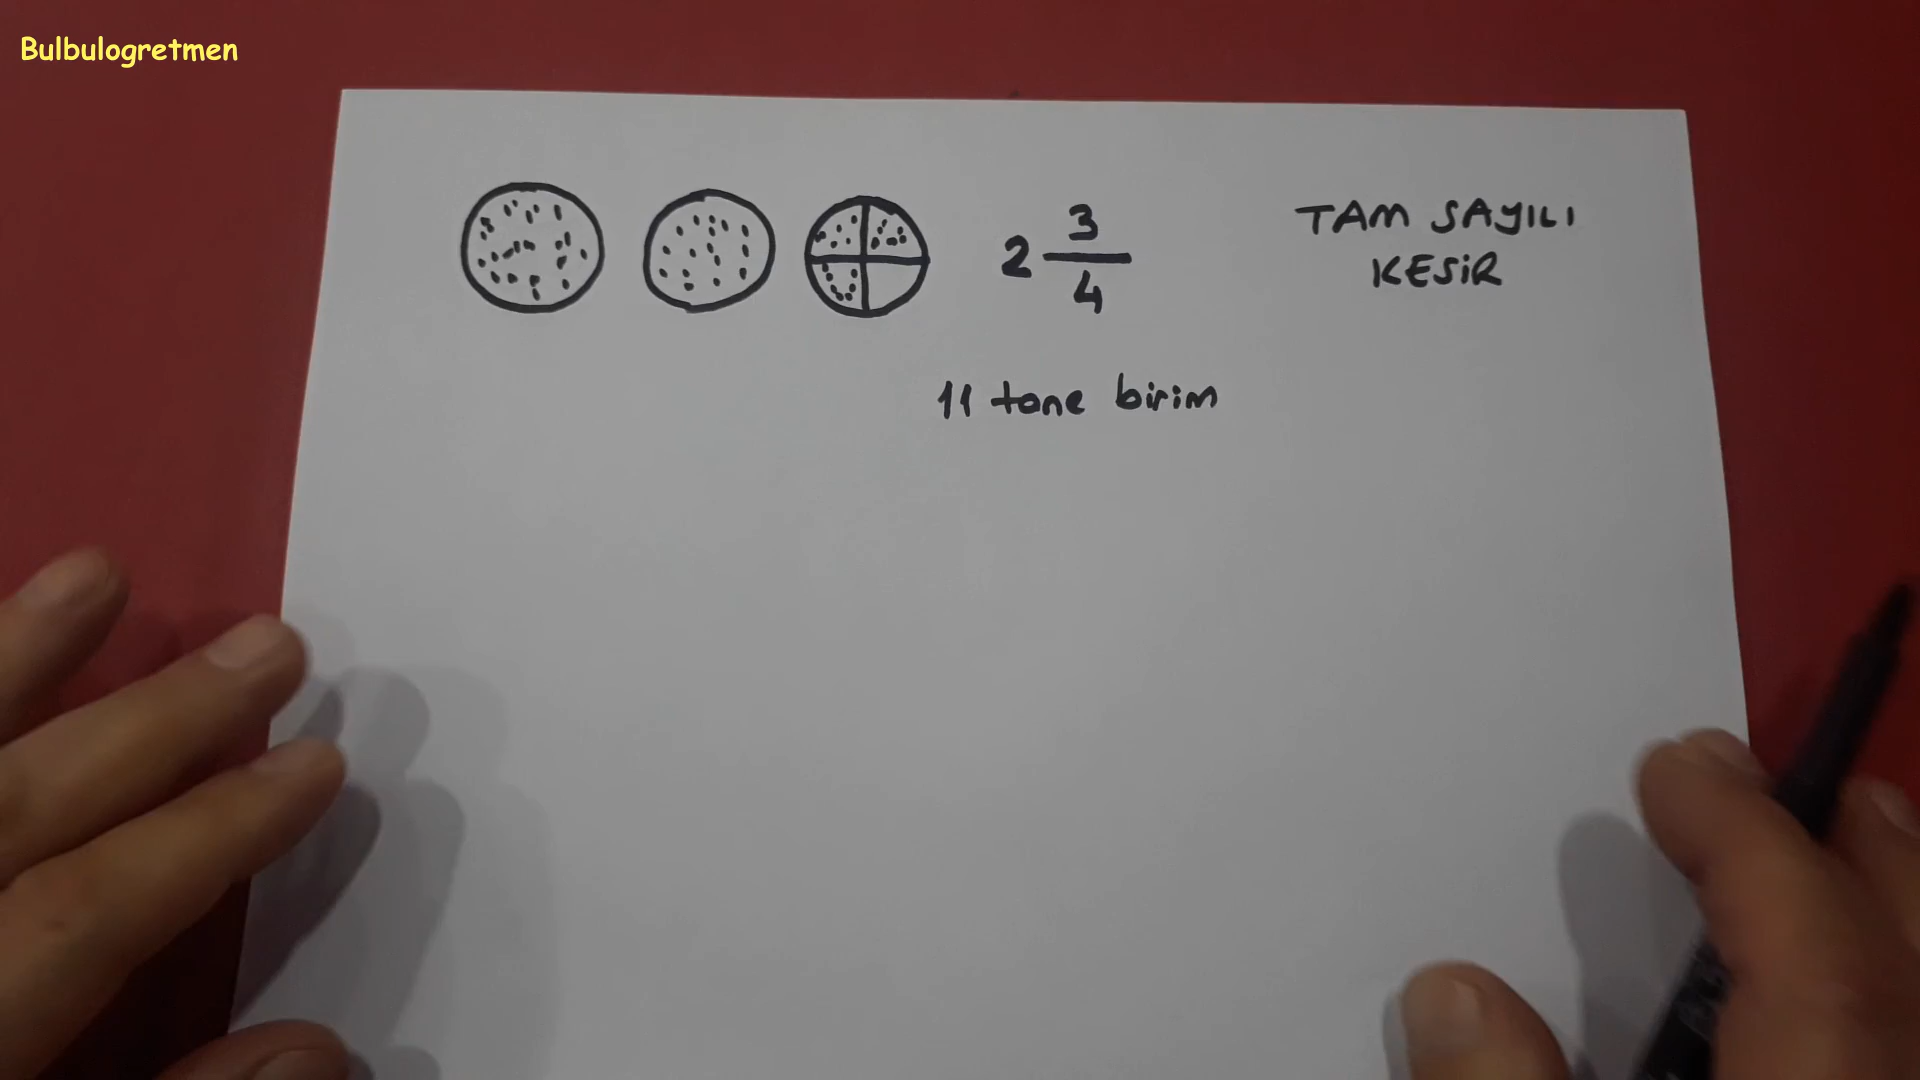 Bulbulogretmen
2 3/4
TAM SAYILI
KESİR
11 tane birim